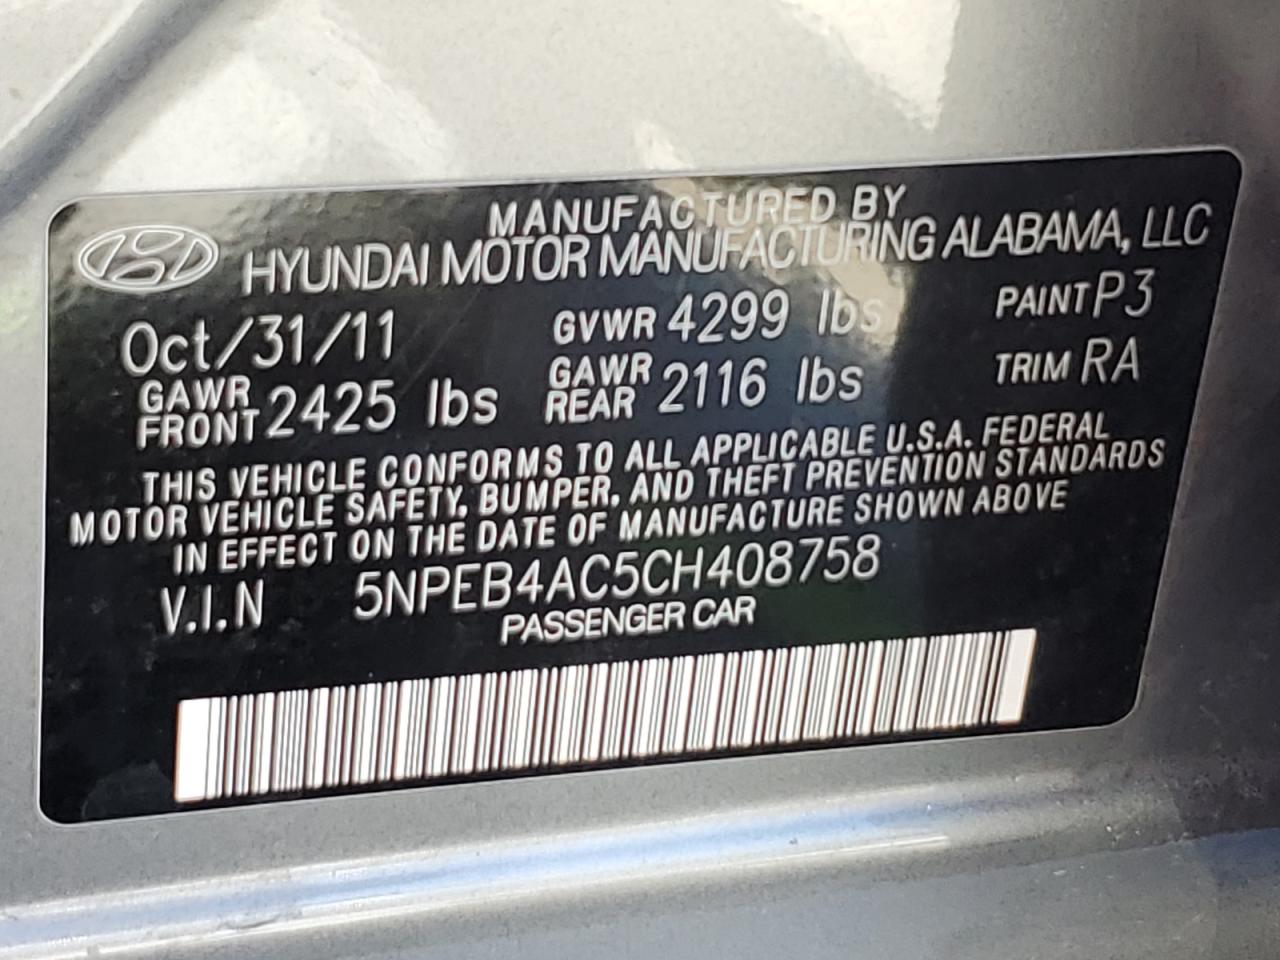 MANUFACTURED BY
HYUNDAI MOTOR MANUFACTURING ALABAMA, LLC
Oct/31/11 GVWR 4299 lbs PAINT P3
GAWR FRONT 2425 lbs GAWR REAR 2116 lbs TRIM RA
THIS VEHICLE CONFORMS TO ALL APPLICABLE U.S.A. FEDERAL
MOTOR VEHICLE SAFETY, BUMPER, AND THEFT PREVENTION STANDARDS
IN EFFECT ON THE DATE OF MANUFACTURE SHOWN ABOVE
V.I.N 5NPEB4AC5CH408758
PASSENGER CAR